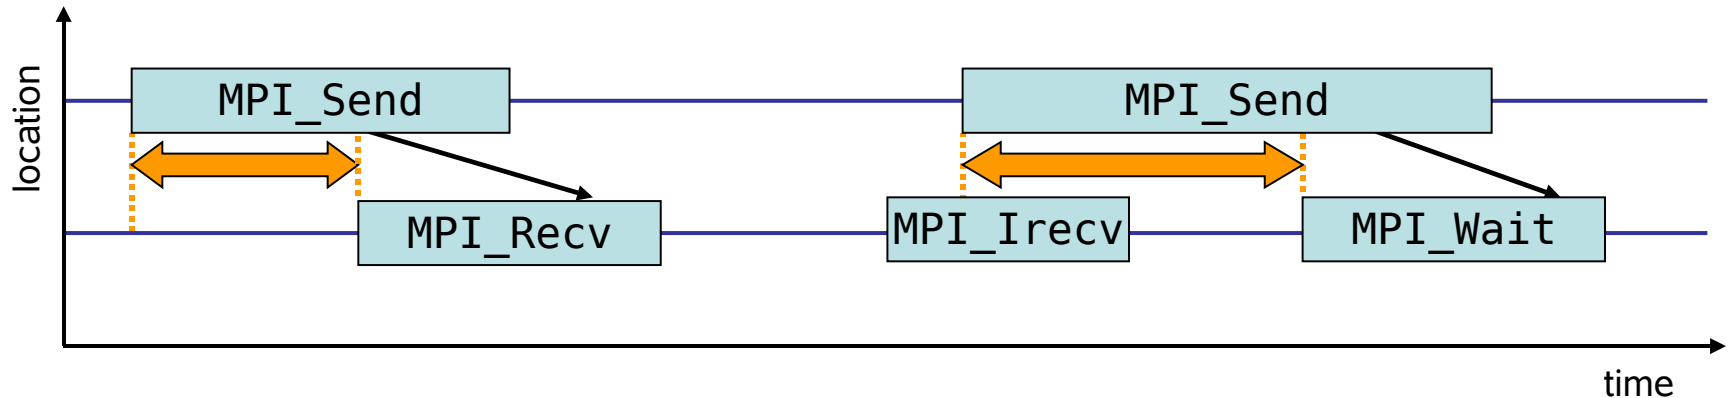 location
MPI_Send
MPI_Send
MPI_Recv
MPI_Irecv
MPI_Wait
time